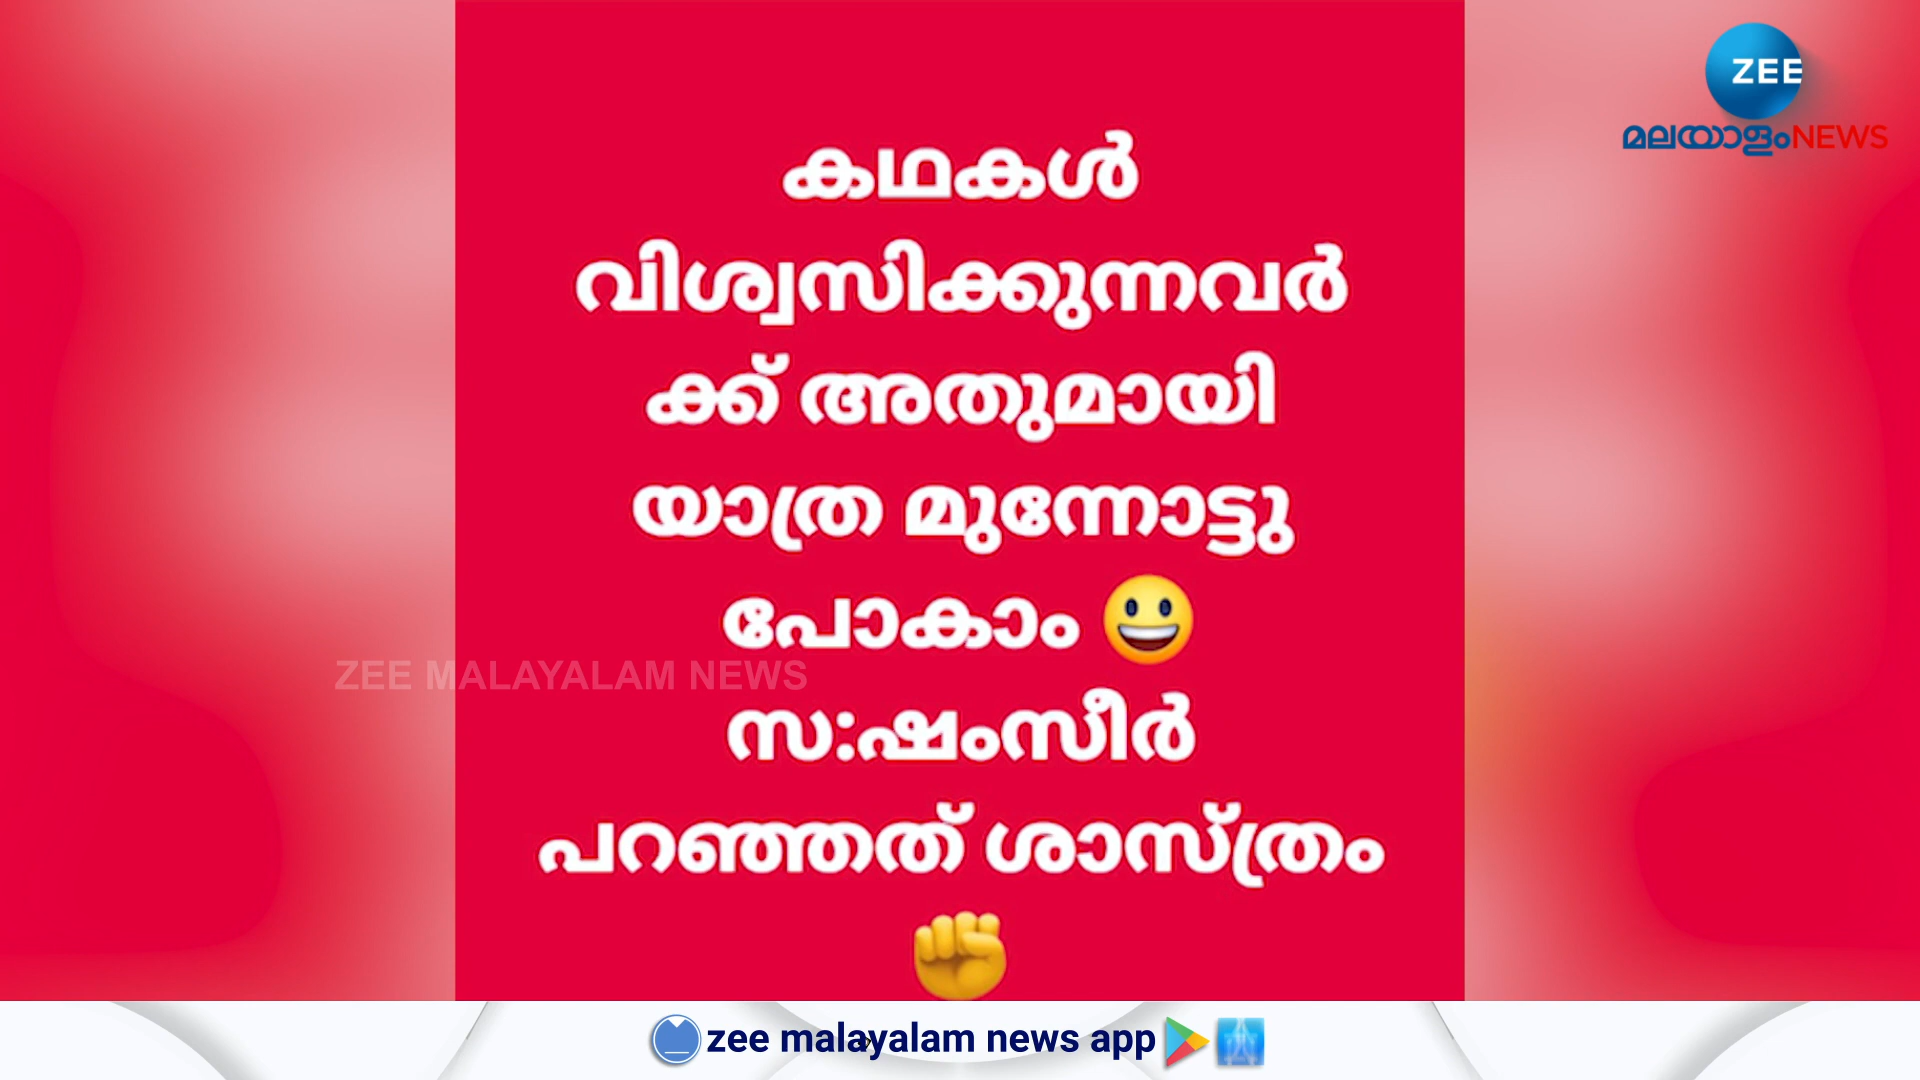 ZEE
മലയാളംNEWS
കഥകൾ
വിശ്വസിക്കുന്നവർ
ക്ക് അതുമായി
യാത്ര മുന്നോട്ടു
പോകാം 😃
ZEE MALAYALAM NEWS
സ:ഷംസീർ
പറഞ്ഞത് ശാസ്ത്രം
✊
zee malayalam news app